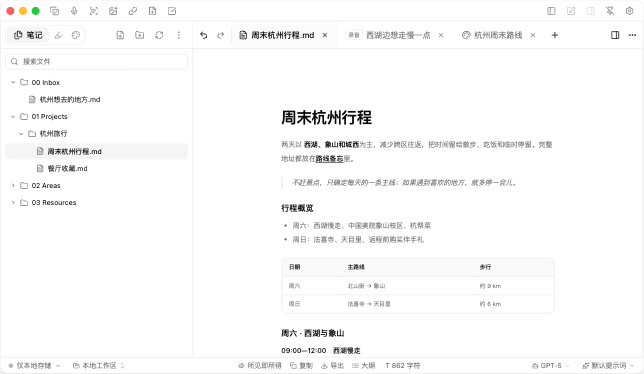 笔记
周末杭州行程.md
录音 西湖边想走慢一点
杭州周末路线
搜索文件
00 Inbox
杭州想去的地方.md
01 Projects
杭州旅行
周末杭州行程.md
餐厅收藏.md
02 Areas
03 Resources
周末杭州行程
两天以 西湖、象山和城西为主，减少跨区往返，把时间留给散步、吃饭和临时停留。完整
地址都放在路线备忘里。
不赶景点，只确定每天的一条主线；如果遇到喜欢的地方，就多停一会儿。
行程概览
周六：西湖慢走、中国美院象山校区、杭帮菜
周日：法喜寺、天目里、返程前购买伴手礼
日期 主路线 步行
周六 北山街 → 象山 约 9 km
周日 法喜寺 → 天目里 约 6 km
周六 · 西湖与象山
09:00—12:00 西湖慢走
仅本地存储 本地工作区 所见即所得 复制 导出 大纲 T 862 字符 GPT-5 默认提示词